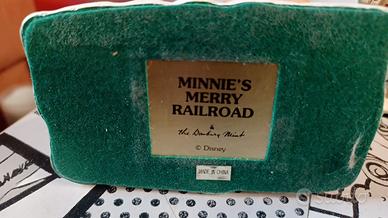 MINNIE'S
MERRY
RAILROAD
The Danbury Mint
© Disney
MADE IN CHINA